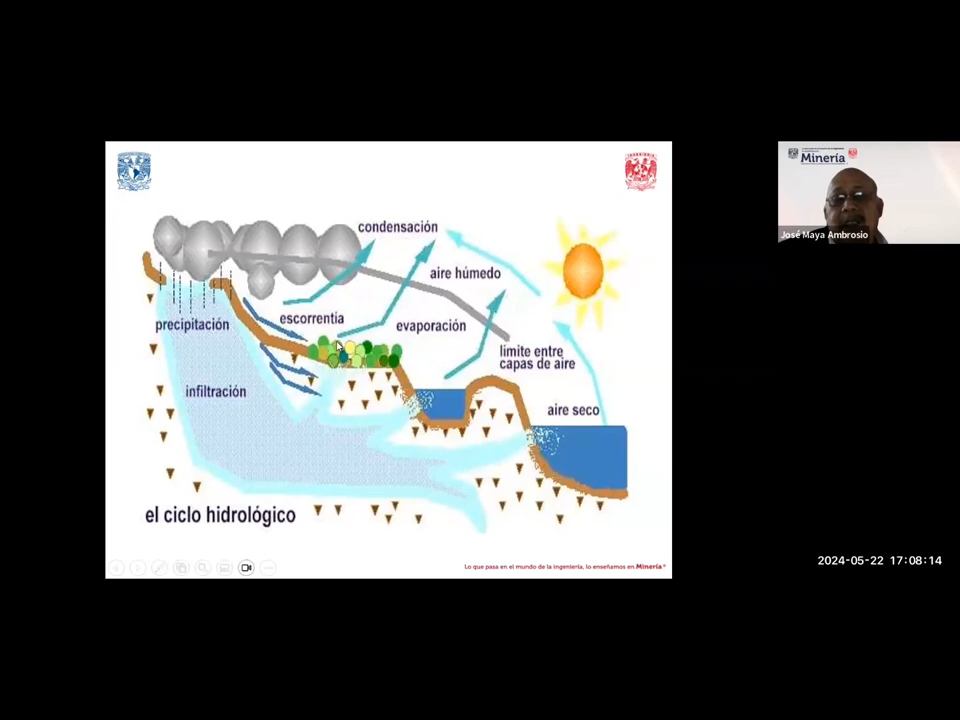 condensación
aire húmedo
escorrentía
precipitación
evaporación
limite entre
capas de aire
infiltración
aire seco
el ciclo hidrológico
Lo que pasa en el mundo de la ingeniería, lo enseñamos en Minería
Minería
José Maya Ambrosio
2024-05-22 17:08:14